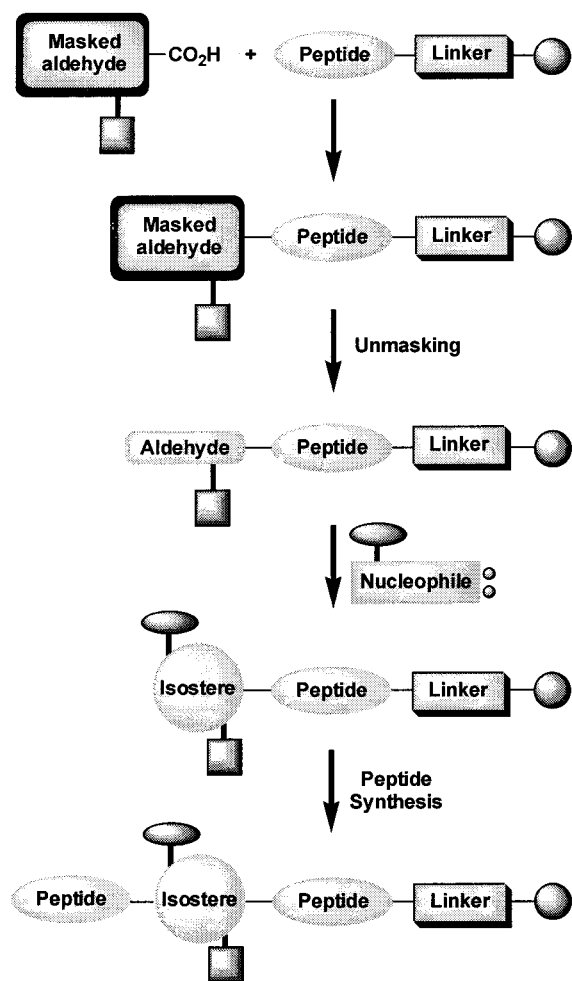 Masked
aldehyde
CO2H + Peptide Linker
Masked
aldehyde
Peptide Linker
Unmasking
Aldehyde Peptide Linker
Nucleophile
Isostere Peptide Linker
Peptide
Synthesis
Peptide Isostere Peptide Linker